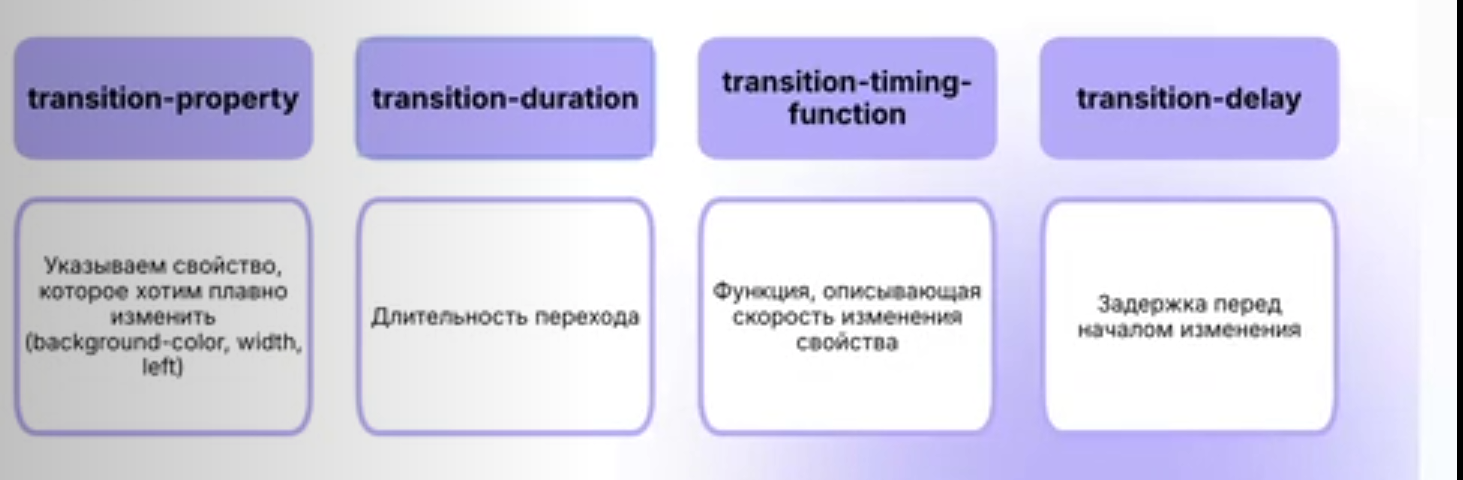 transition-property
transition-duration
transition-timing-
function
transition-delay
Указываем свойство,
которое хотим плавно
изменить
(background-color, width,
left)
Длительность перехода
Функция, описывающая
скорость изменения
свойства
Задержка перед
началом изменения